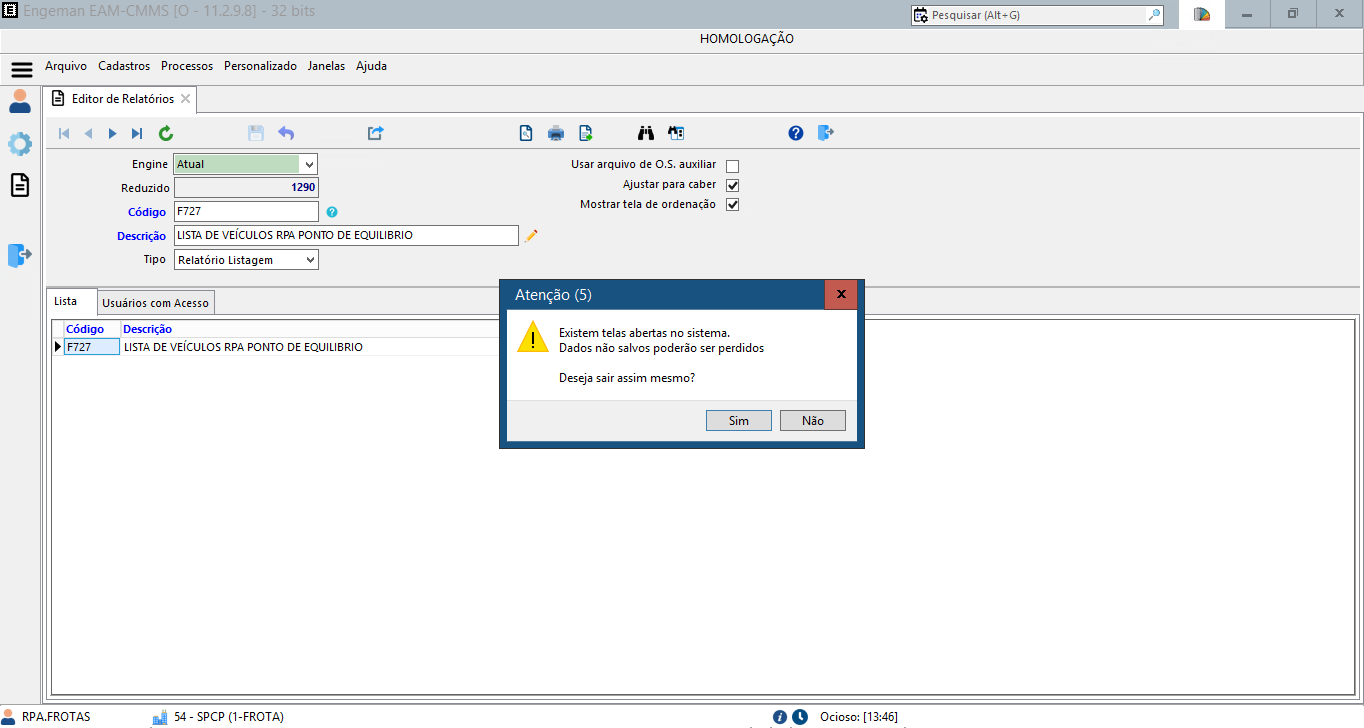 Engeman EAM-CMMS [O - 11.2.9.8] - 32 bits
Pesquisar (Alt+G)
HOMOLOGAÇÃO
Arquivo Cadastros Processos Personalizado Janelas Ajuda
Editor de Relatórios
Engine Atual
Usar arquivo de O.S. auxiliar
Reduzido 1290
Ajustar para caber
Código F727
Mostrar tela de ordenação
Descrição LISTA DE VEÍCULOS RPA PONTO DE EQUILIBRIO
Tipo Relatório Listagem
Lista Usuários com Acesso
Código Descrição
F727 LISTA DE VEÍCULOS RPA PONTO DE EQUILIBRIO
Atenção (5)
x
Existem telas abertas no sistema.
Dados não salvos poderão ser perdidos
Deseja sair assim mesmo?
Sim Não
RPA.FROTAS 54 - SPCP (1-FROTA) Ocioso: [13:46]